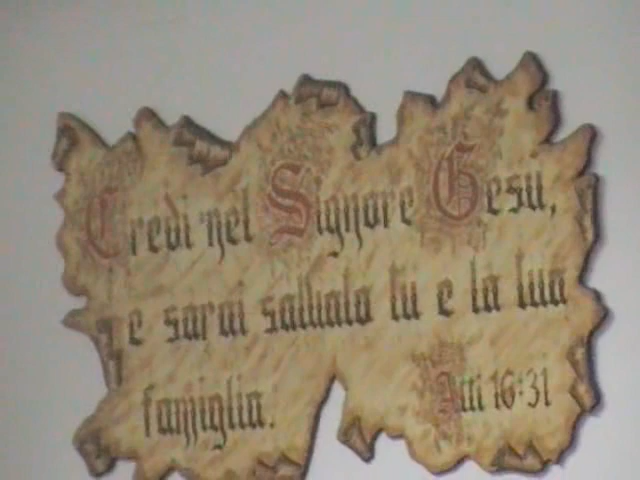 Credi nel Signore Gesù,
e sarai salvato tu e la tua
famiglia.
Atti 16:31